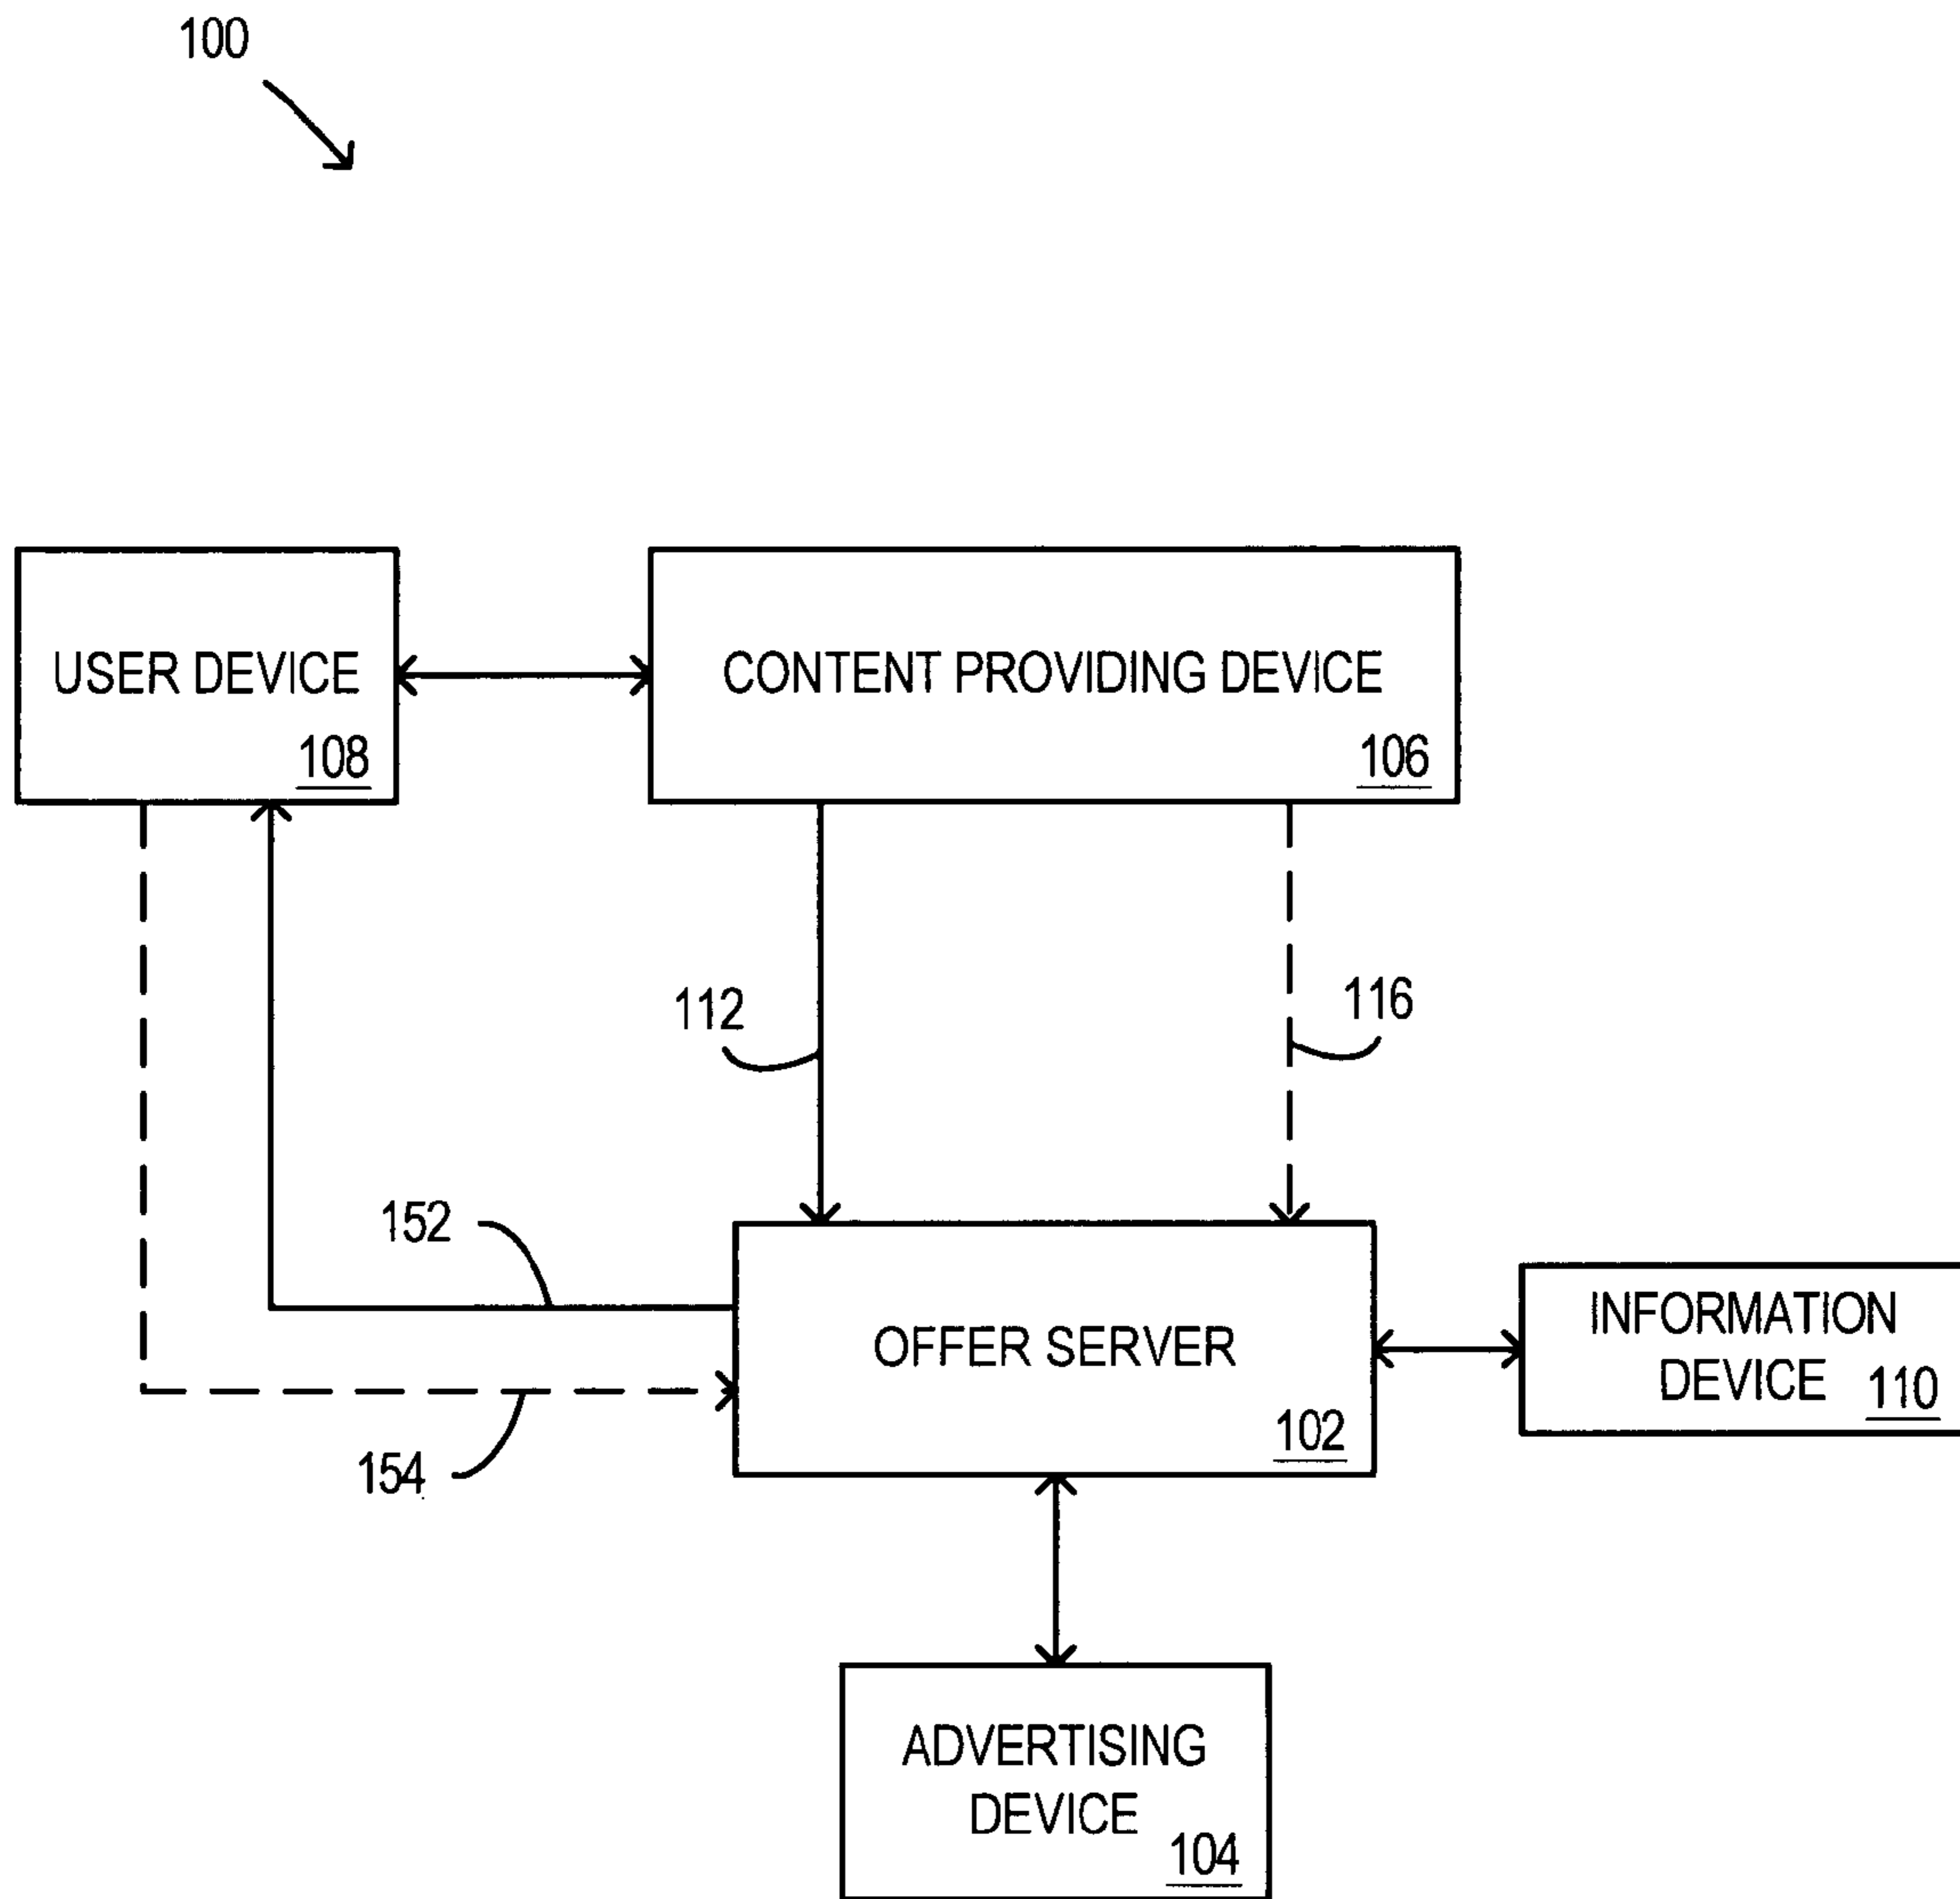 100
USER DEVICE
108
CONTENT PROVIDING DEVICE
106
112
116
152
154
OFFER SERVER
102
INFORMATION
DEVICE 110
ADVERTISING
DEVICE
104